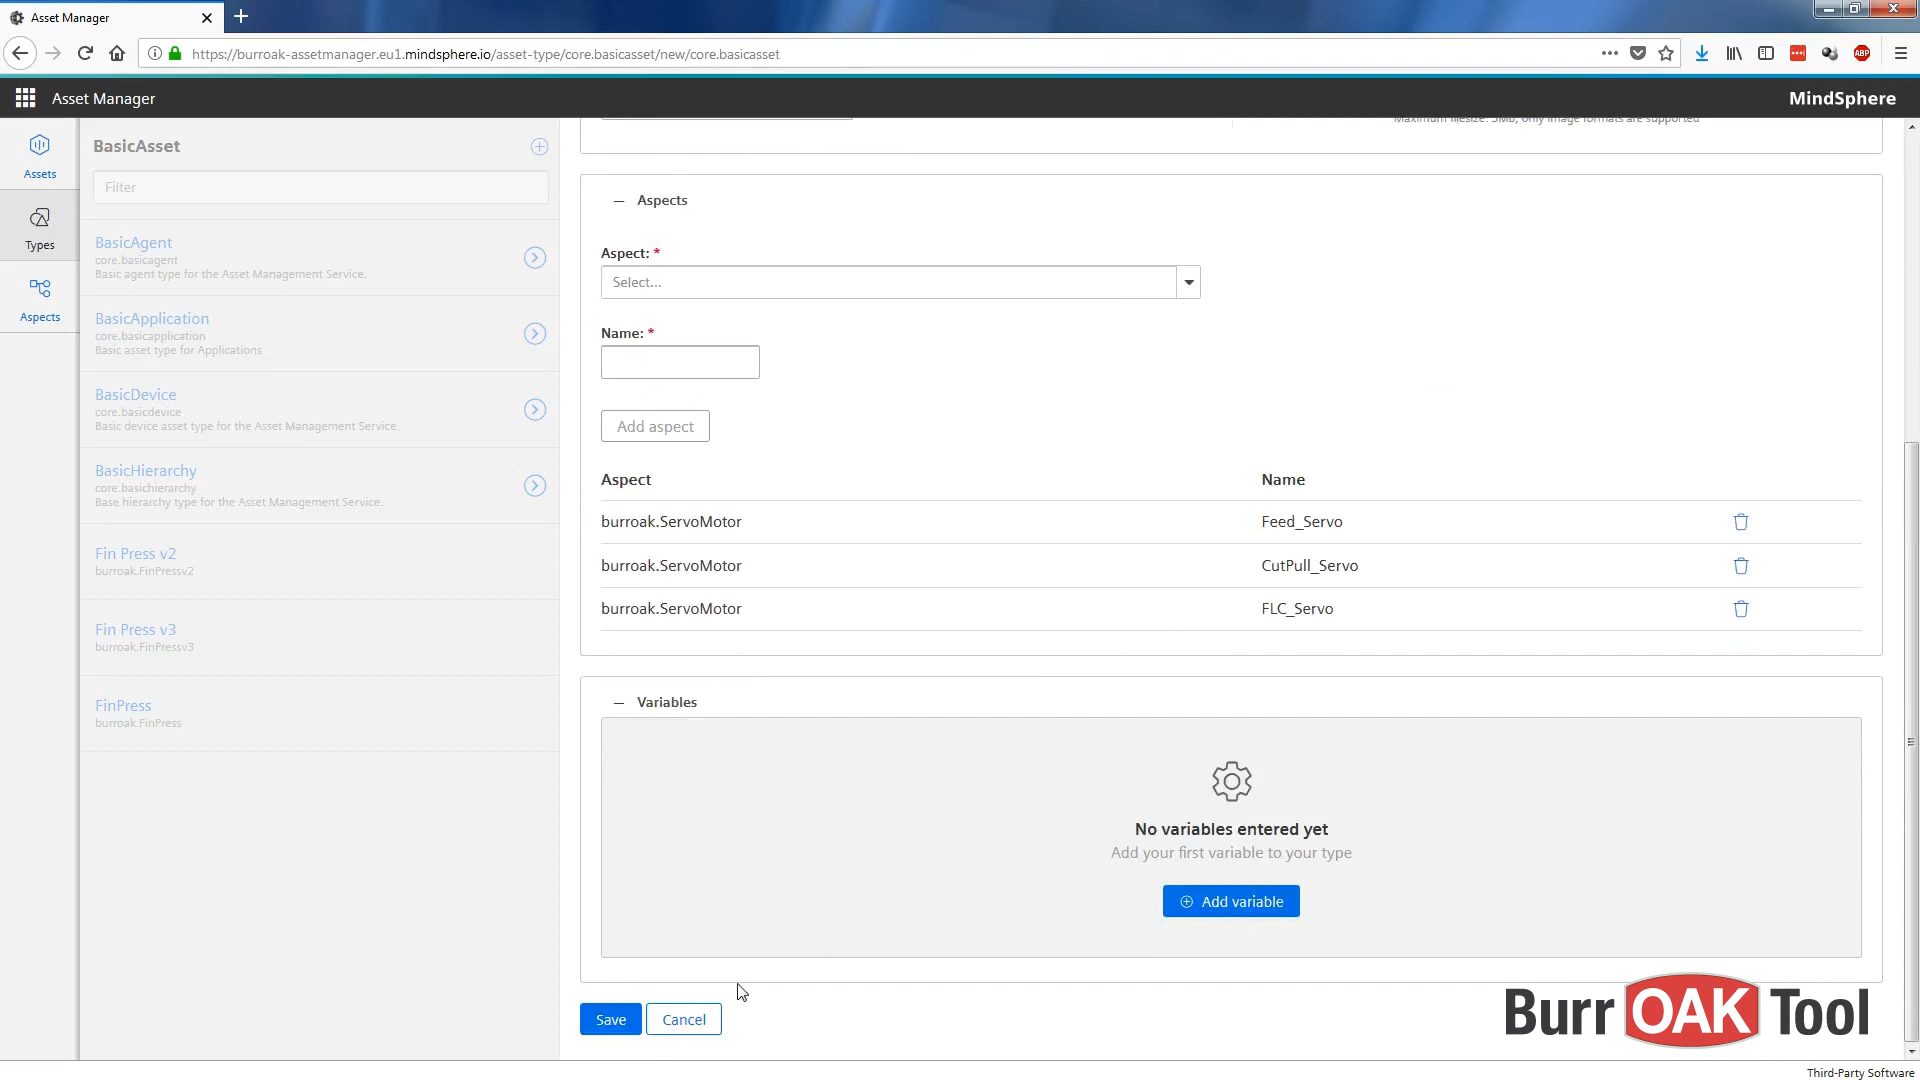 Asset Manager
https://burroak-assetmanager.eu1.mindsphere.io/asset-type/core.basicasset/new/core.basicasset
ABP
Asset Manager
MindSphere
Assets
Types
Aspects
BasicAsset
Filter
BasicAgent
core.basicagent
Basic agent type for the Asset Management Service.
BasicApplication
core.basicapplication
Basic asset type for Applications
BasicDevice
core.basicdevice
Basic device asset type for the Asset Management Service.
BasicHierarchy
core.basichierarchy
Base hierarchy type for the Asset Management Service.
Fin Press v2
burroak.FinPressv2
Fin Press v3
burroak.FinPressv3
FinPress
burroak.FinPress
Maximum filesize: 5MB, only image formats are supported
Aspects
Aspect: *
Select...
Name: *
Add aspect
Aspect Name
burroak.ServoMotor Feed_Servo
burroak.ServoMotor CutPull_Servo
burroak.ServoMotor FLC_Servo
Variables
No variables entered yet
Add your first variable to your type
Add variable
Save Cancel
Burr OAK Tool
Third-Party Software